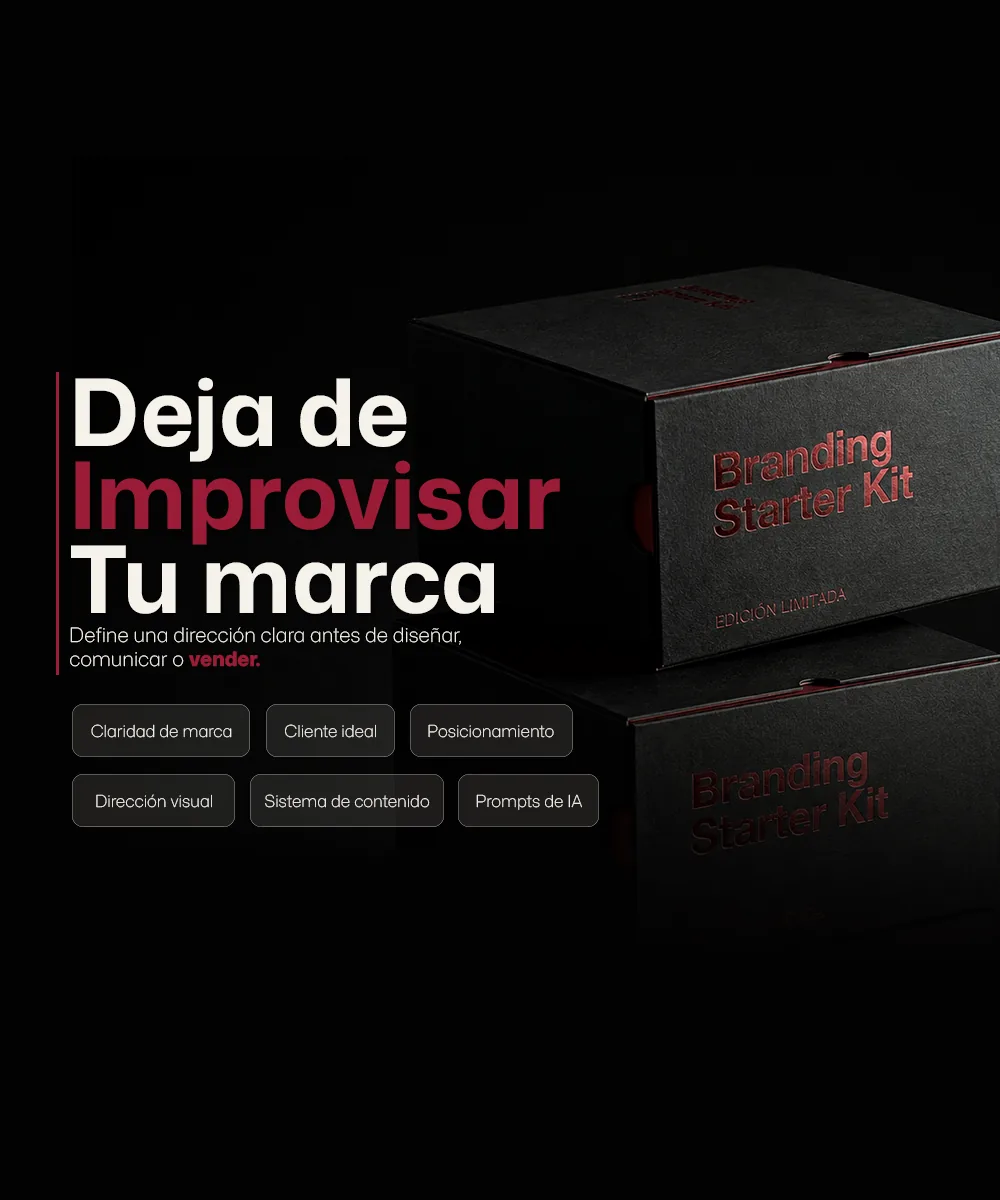 Deja de
Improvisar
Tu marca
Define una dirección clara antes de diseñar,
comunicar o vender.
Claridad de marca
Cliente ideal
Posicionamiento
Dirección visual
Sistema de contenido
Prompts de IA
Branding
Starter Kit
EDICIÓN LIMITADA
Branding
Starter Kit